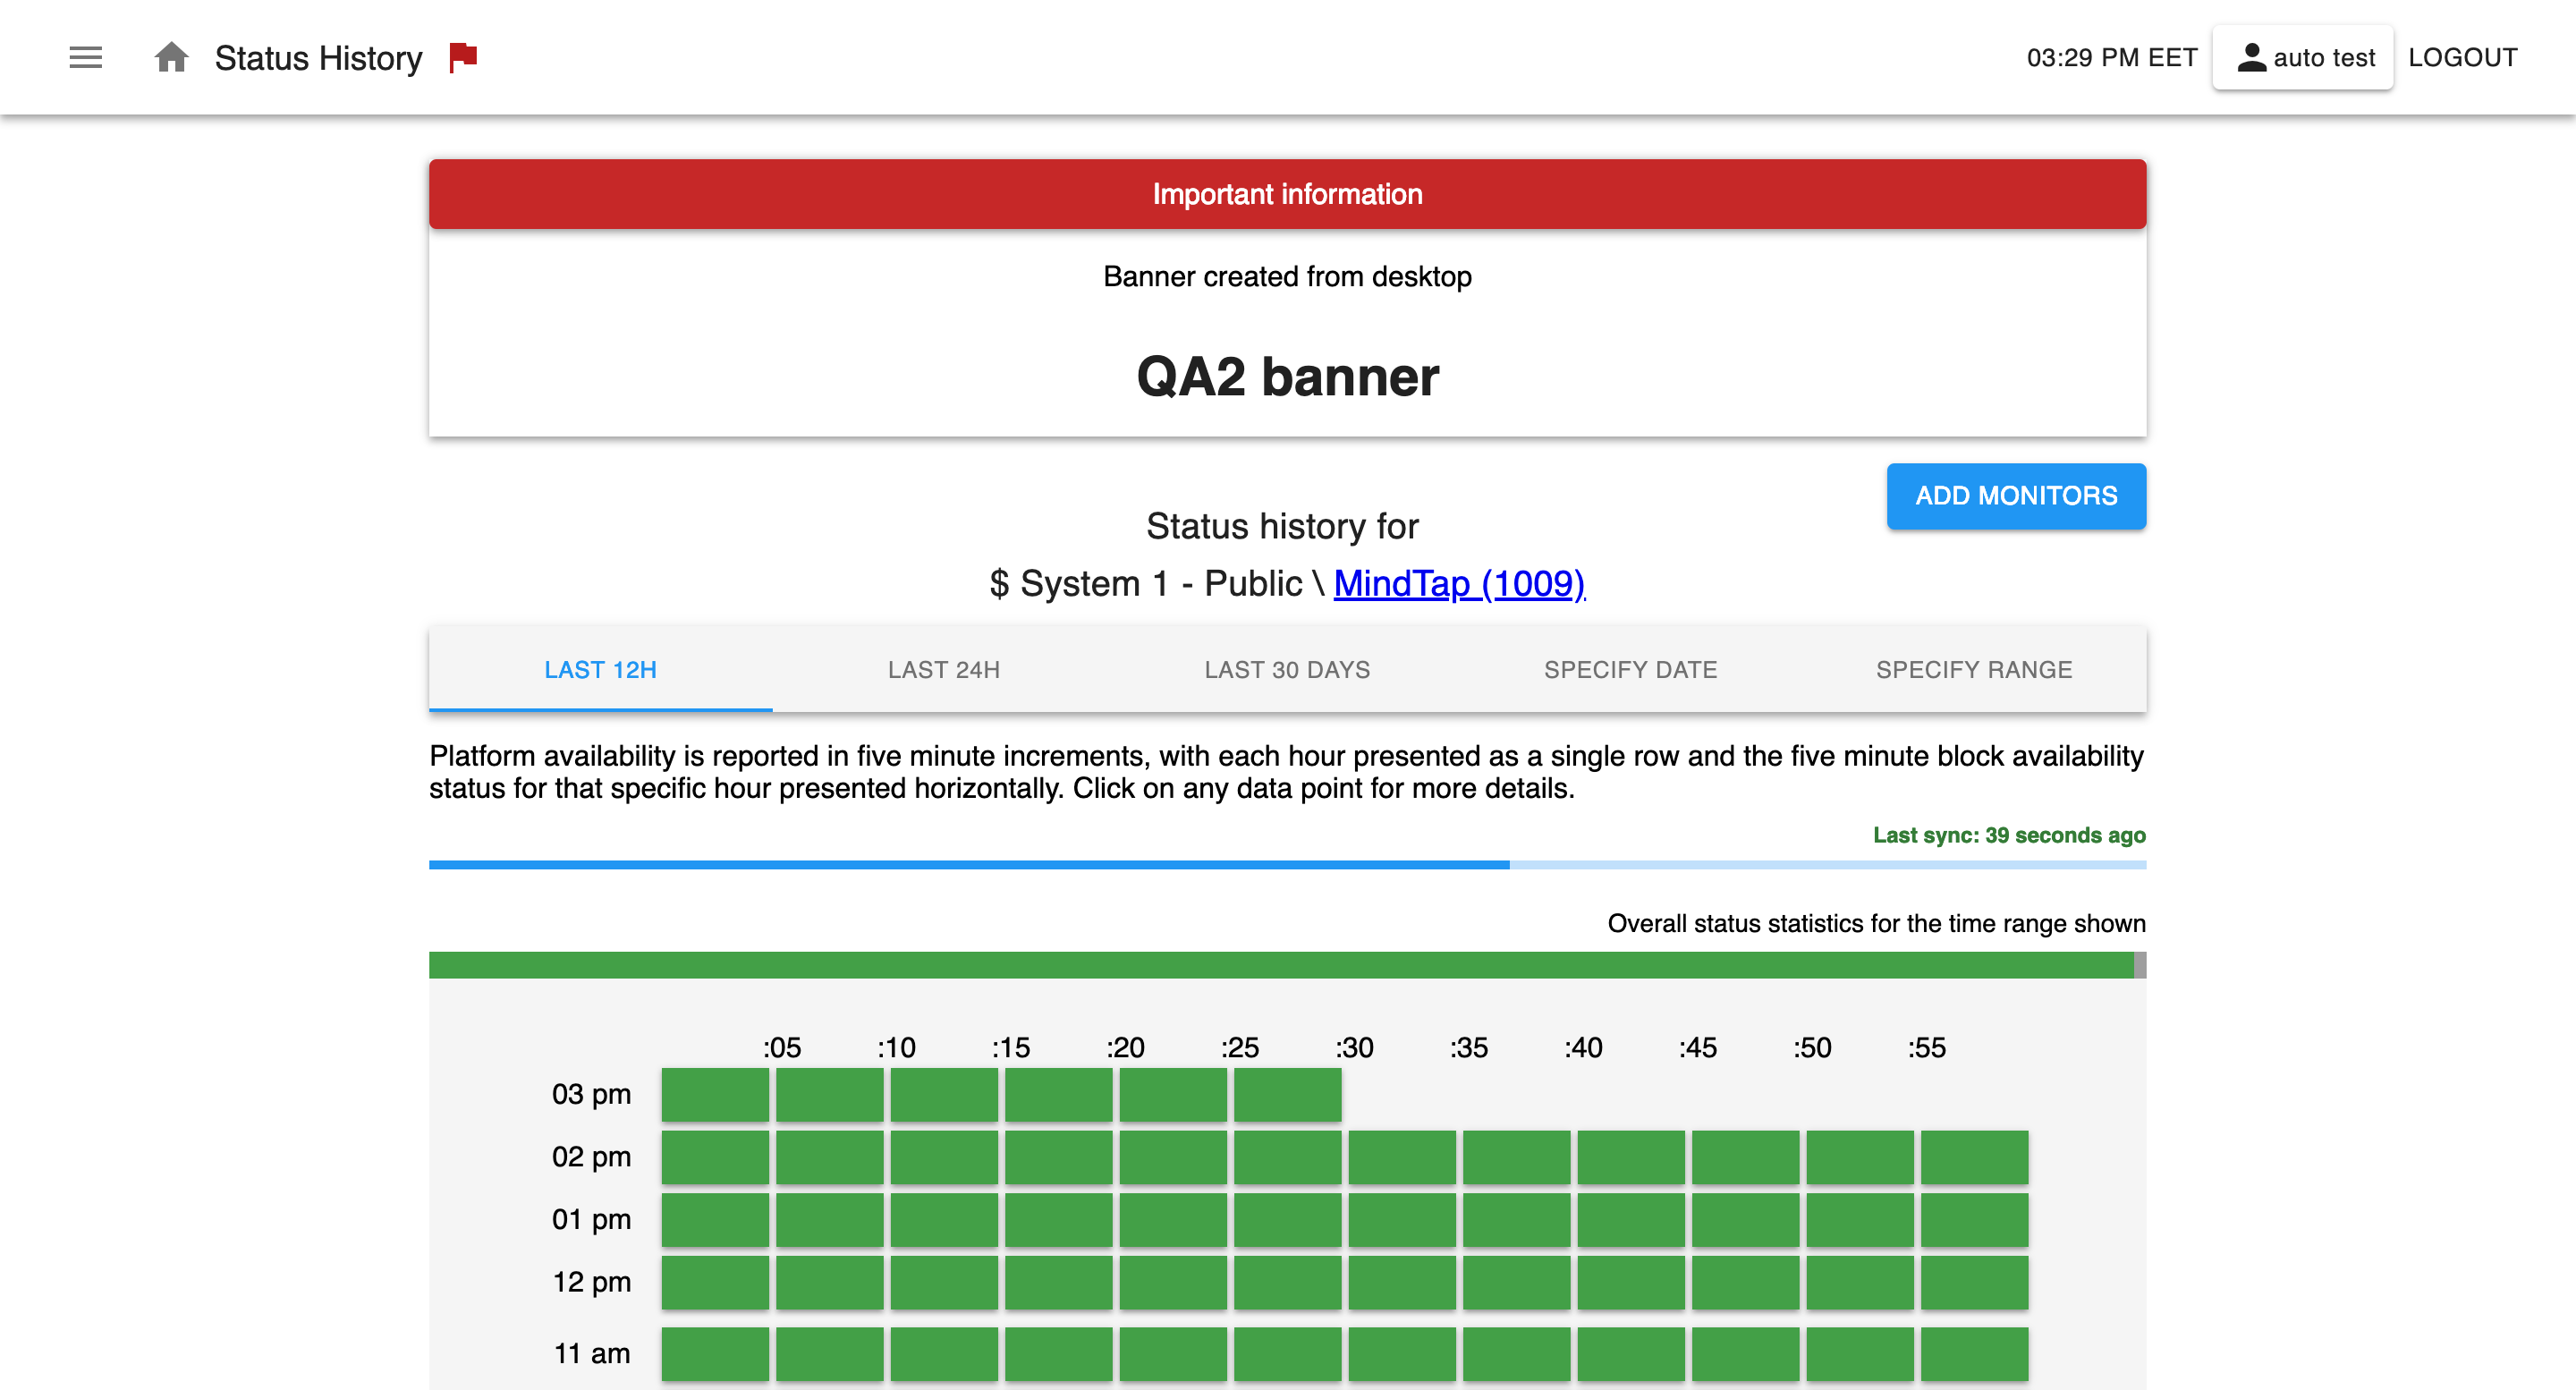 Status History
03:29 PM EET
auto test
LOGOUT
Important information
Banner created from desktop
QA2 banner
ADD MONITORS
Status history for
$ System 1 - Public \ MindTap (1009)
LAST 12H
LAST 24H
LAST 30 DAYS
SPECIFY DATE
SPECIFY RANGE
Platform availability is reported in five minute increments, with each hour presented as a single row and the five minute block availability
status for that specific hour presented horizontally. Click on any data point for more details.
Last sync: 39 seconds ago
Overall status statistics for the time range shown
:05 :10 :15 :20 :25 :30 :35 :40 :45 :50 :55
03 pm
02 pm
01 pm
12 pm
11 am